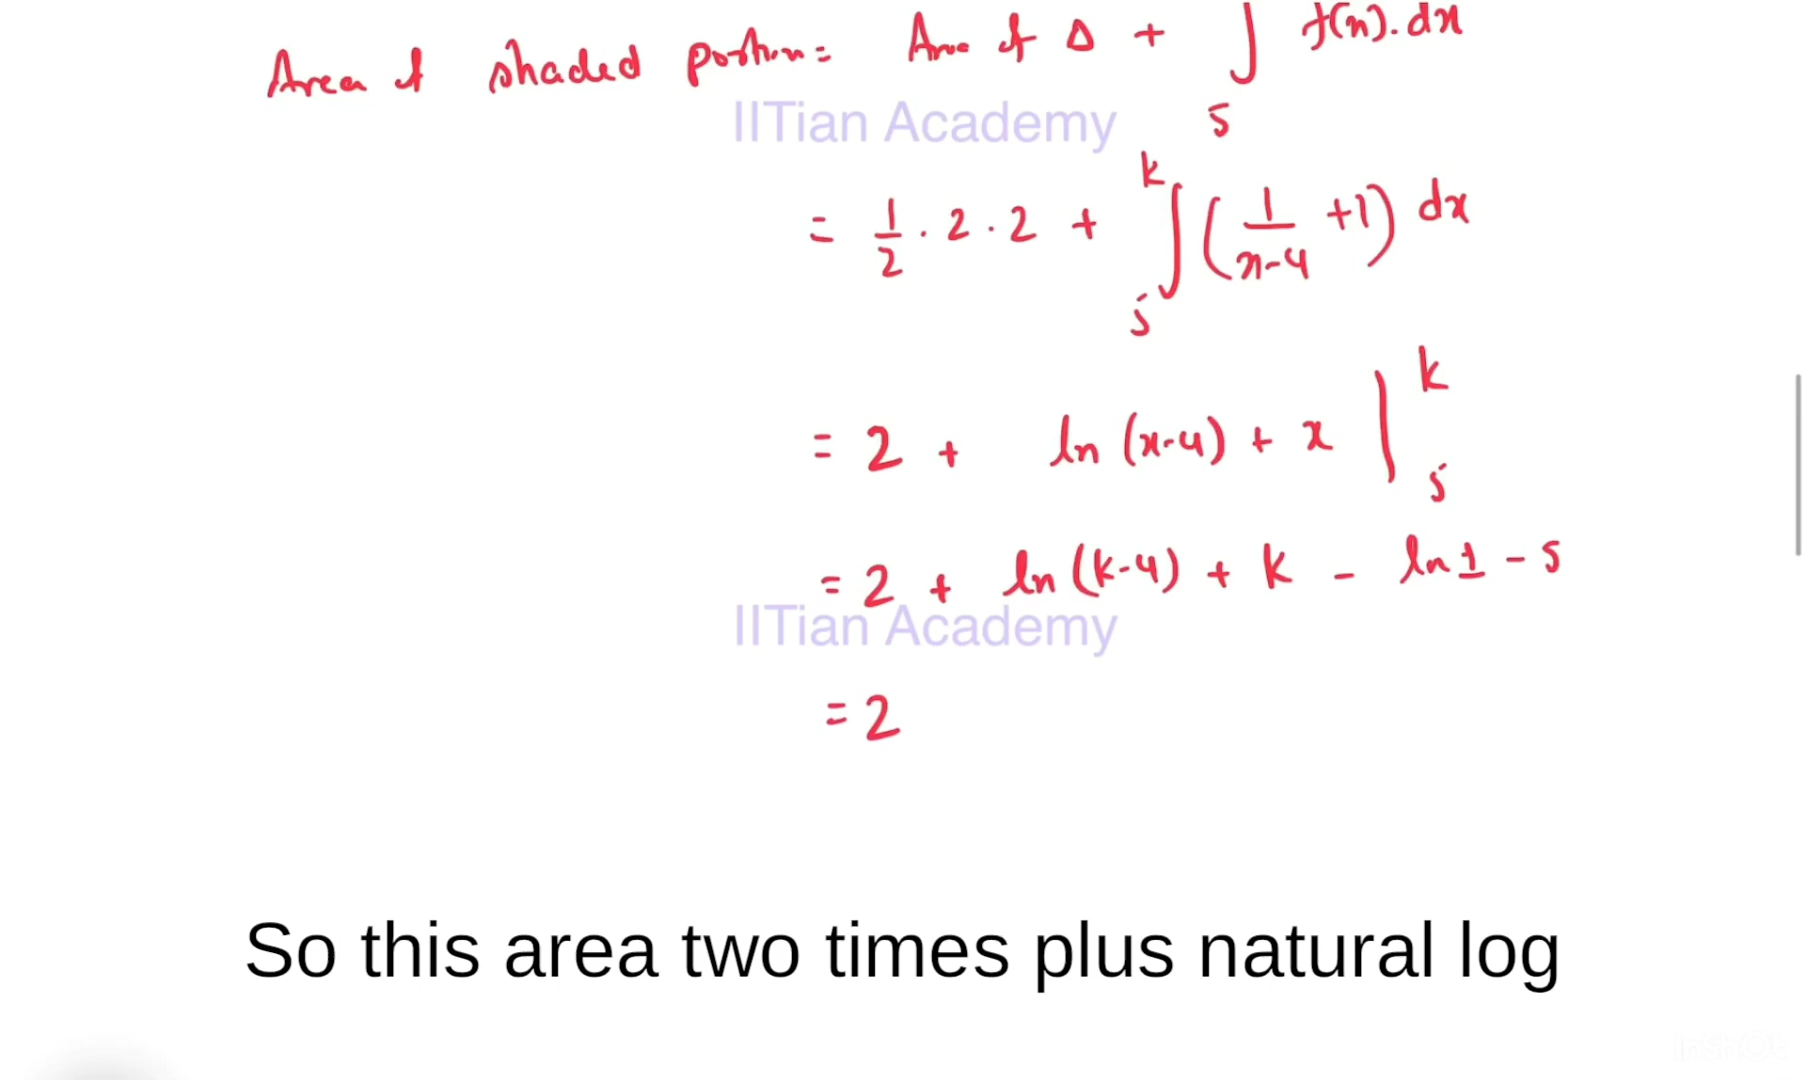 Area of shaded portion = Area of Δ + ∫ f(x).dx
5
IITian Academy
k
= 1/2 . 2 . 2 + ∫ (1/(x-4) +1) dx
5
k
= 2 + ln (x-4) + x |
5
= 2 + ln (k-4) + k - ln 1 - 5
IITian Academy
= 2
So this area two times plus natural log